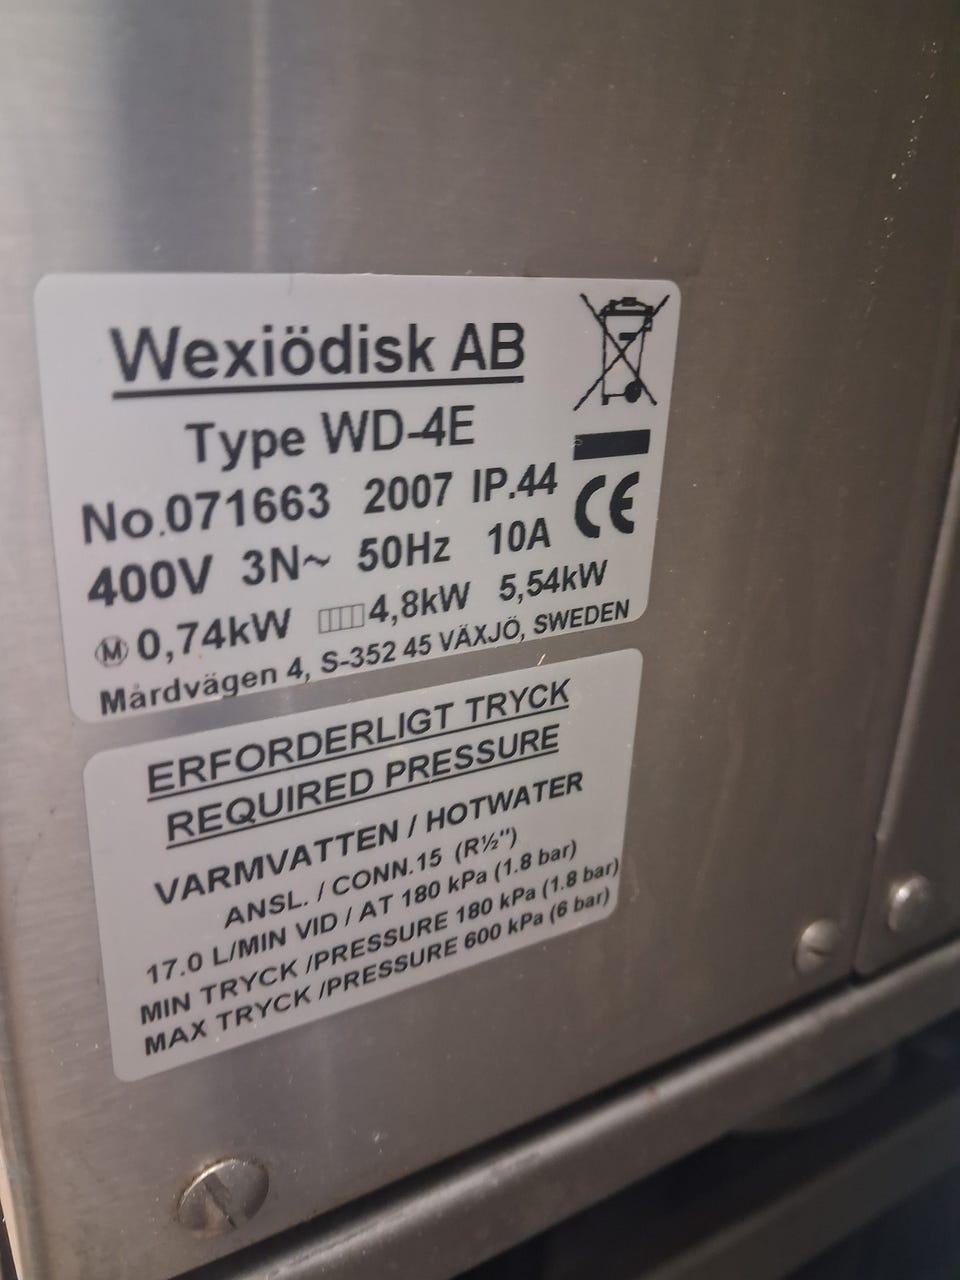 Wexiödisk AB
Type WD-4E
No.071663 2007 IP.44
400V 3N~ 50Hz 10A
CE
M 0,74kW 4,8kW 5,54kW
Mårdvägen 4, S-352 45 VÄXJÖ, SWEDEN
ERFORDERLIGT TRYCK
REQUIRED PRESSURE
VARMVATTEN / HOTWATER
ANSL. / CONN.15 (R½")
17.0 L/MIN VID / AT 180 kPa (1.8 bar)
MIN TRYCK /PRESSURE 180 kPa (1.8 bar)
MAX TRYCK /PRESSURE 600 kPa (6 bar)